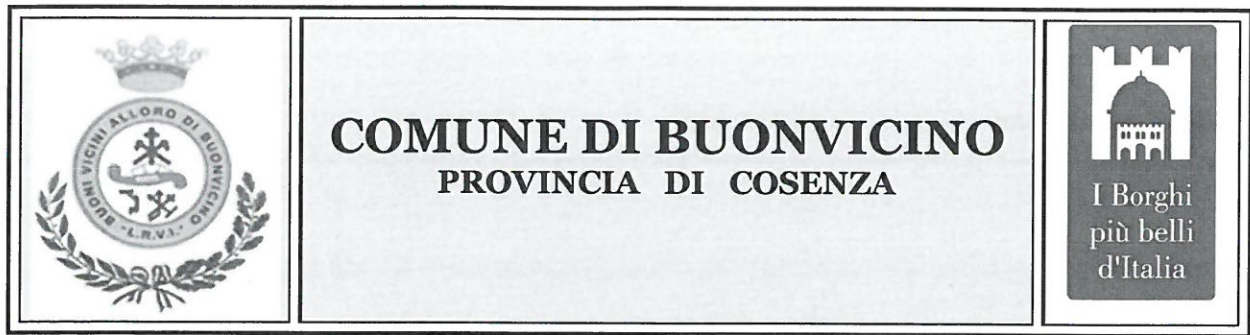 BUONI VICINI ALLORO DI BUONVICINO
"L.R.V.I."
COMUNE DI BUONVICINO
PROVINCIA DI COSENZA
I Borghi
più belli
d'Italia